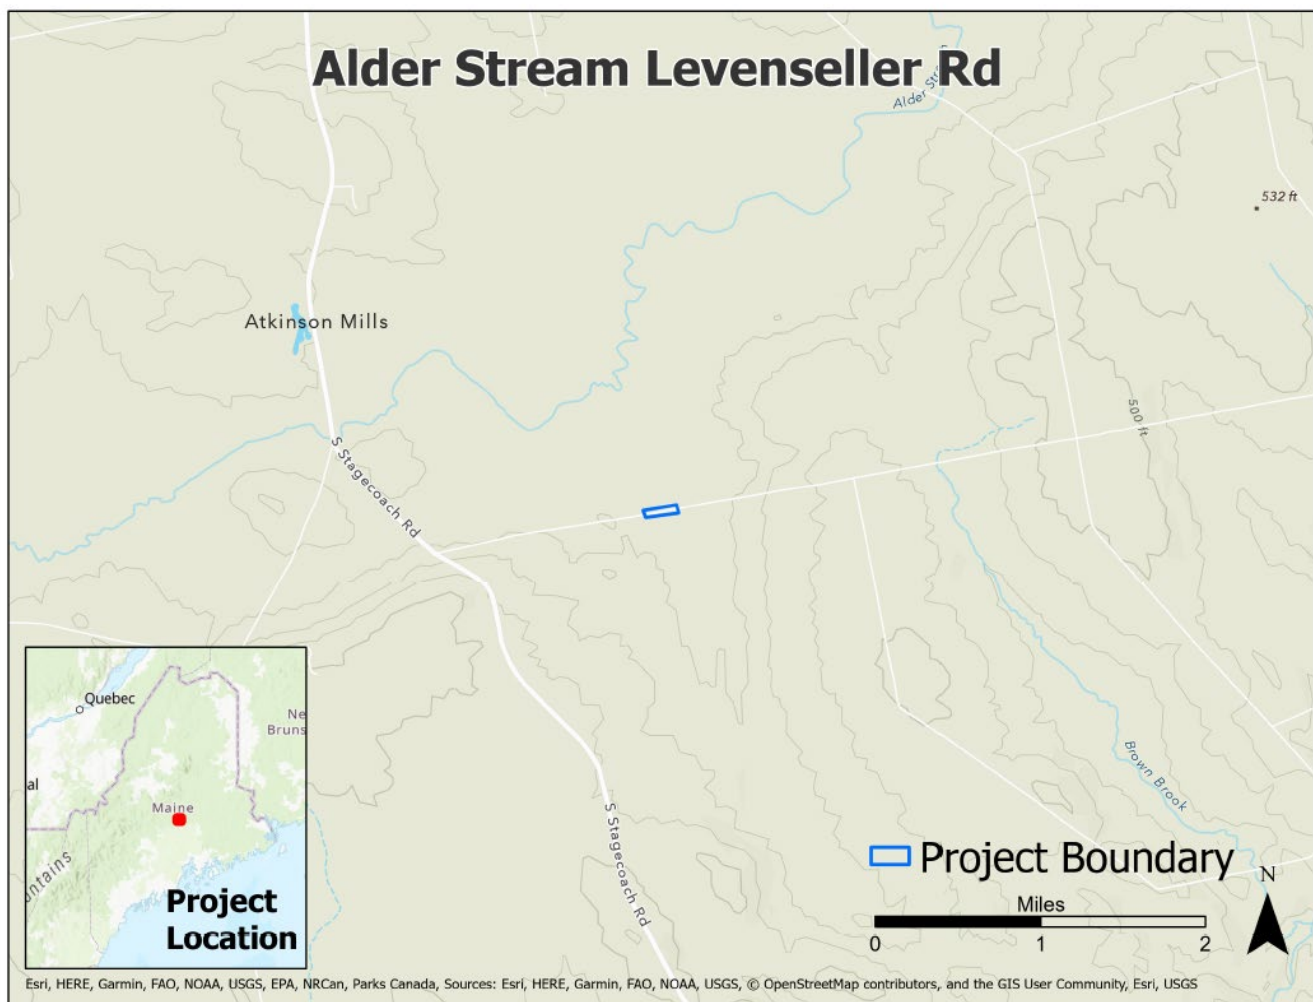 Alder Stream Levenseller Rd
Alder Stream
532 ft
Atkinson Mills
500 ft
S Stagecoach Rd
Brown Brook
S Stagecoach Rd
Quebec
Ne
Bruns
al
Maine
ountains
Project
Location
Project Boundary
N
Miles
0 1 2
Esri, HERE, Garmin, FAO, NOAA, USGS, EPA, NRCan, Parks Canada, Sources: Esri, HERE, Garmin, FAO, NOAA, USGS, © OpenStreetMap contributors, and the GIS User Community, Esri, USGS